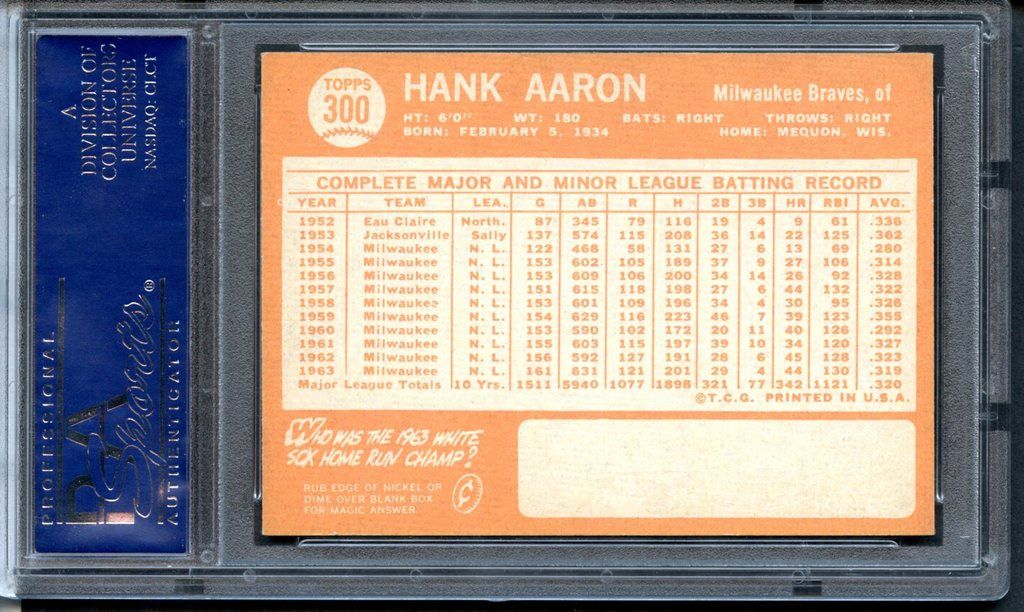 A
DIVISION OF
COLLECTORS
UNIVERSE
NASDAQ: CLCT
PROFESSIONAL
PSA
Sports®
AUTHENTICATOR
TOPPS
300
HANK AARON
Milwaukee Braves, of
HT: 6'0" WT: 180 BATS: RIGHT THROWS: RIGHT
BORN: FEBRUARY 5, 1934 HOME: MEQUON, WIS.
COMPLETE MAJOR AND MINOR LEAGUE BATTING RECORD
YEAR TEAM LEA. G AB R H 2B 3B HR RBI AVG.
1952 Eau Claire North. 87 345 79 116 19 4 9 61 .336
1953 Jacksonville Sally 137 574 115 208 36 14 22 125 .362
1954 Milwaukee N. L. 122 468 58 131 27 6 13 69 .280
1955 Milwaukee N. L. 153 602 105 189 37 9 27 106 .314
1956 Milwaukee N. L. 153 609 106 200 34 14 26 92 .328
1957 Milwaukee N. L. 151 615 118 198 27 6 44 132 .322
1958 Milwaukee N. L. 153 601 109 196 34 4 30 95 .326
1959 Milwaukee N. L. 154 629 116 223 46 7 39 123 .355
1960 Milwaukee N. L. 153 590 102 172 20 11 40 126 .292
1961 Milwaukee N. L. 155 603 115 197 39 10 34 120 .327
1962 Milwaukee N. L. 156 592 127 191 28 6 45 128 .323
1963 Milwaukee N. L. 161 631 121 201 29 4 44 130 .319
Major League Totals 10 Yrs. 1511 5940 1077 1898 321 77 342 1121 .320
©T.C.G. PRINTED IN U.S.A.
WHO WAS THE 1963 WHITE
SOX HOME RUN CHAMP?
RUB EDGE OF NICKEL OR
DIME OVER BLANK BOX
FOR MAGIC ANSWER.
¢